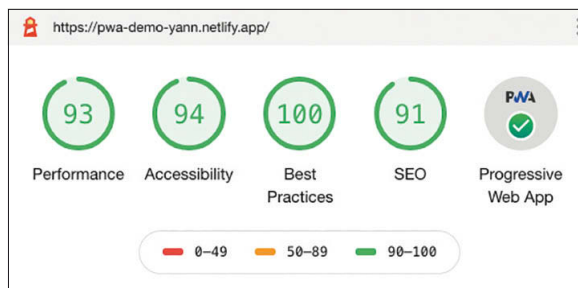 https://pwa-demo-yann.netlify.app/
93 94 100 91 PWA
Performance Accessibility Best SEO Progressive
Practices Web App
0–49 50–89 90–100